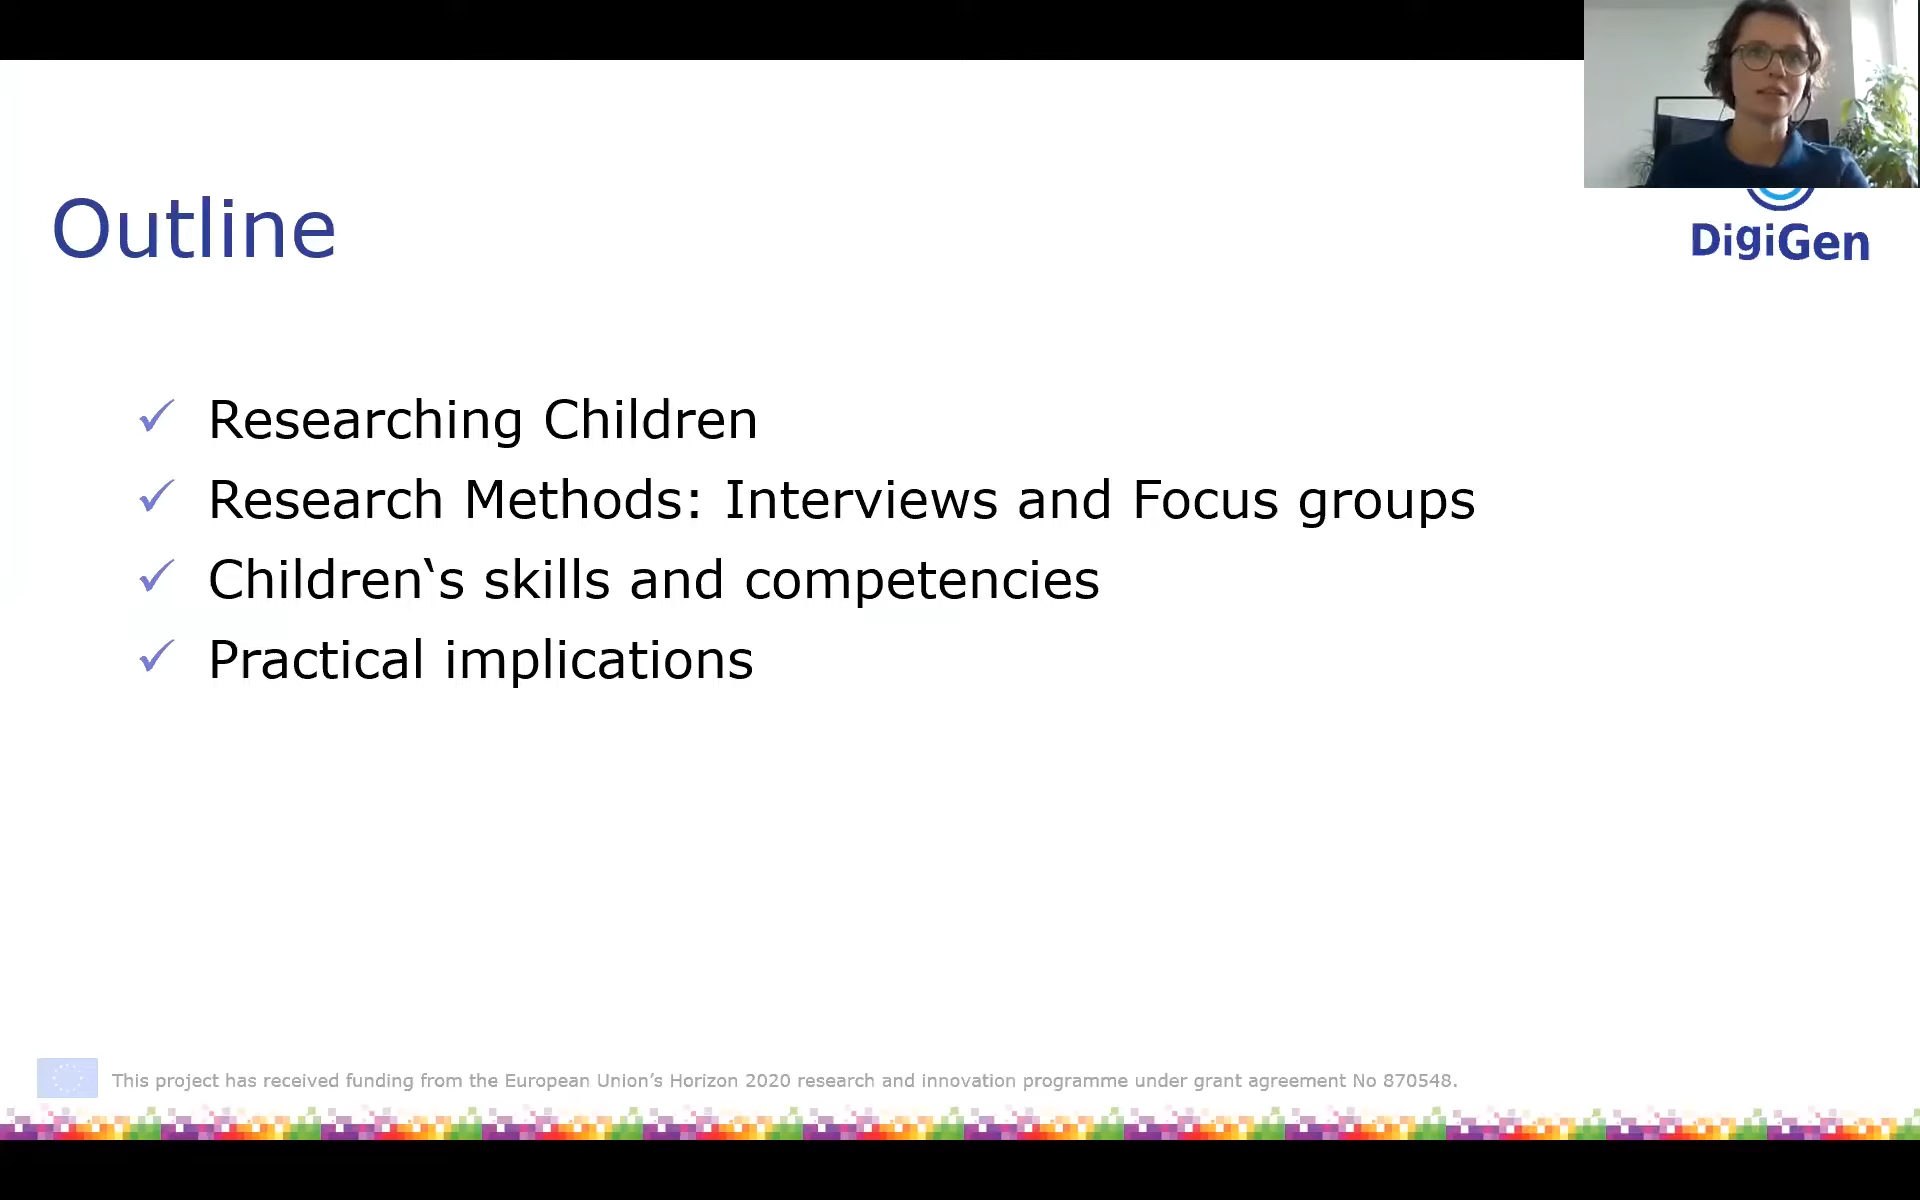 Outline
DigiGen
Researching Children
Research Methods: Interviews and Focus groups
Children‘s skills and competencies
Practical implications
This project has received funding from the European Union’s Horizon 2020 research and innovation programme under grant agreement No 870548.